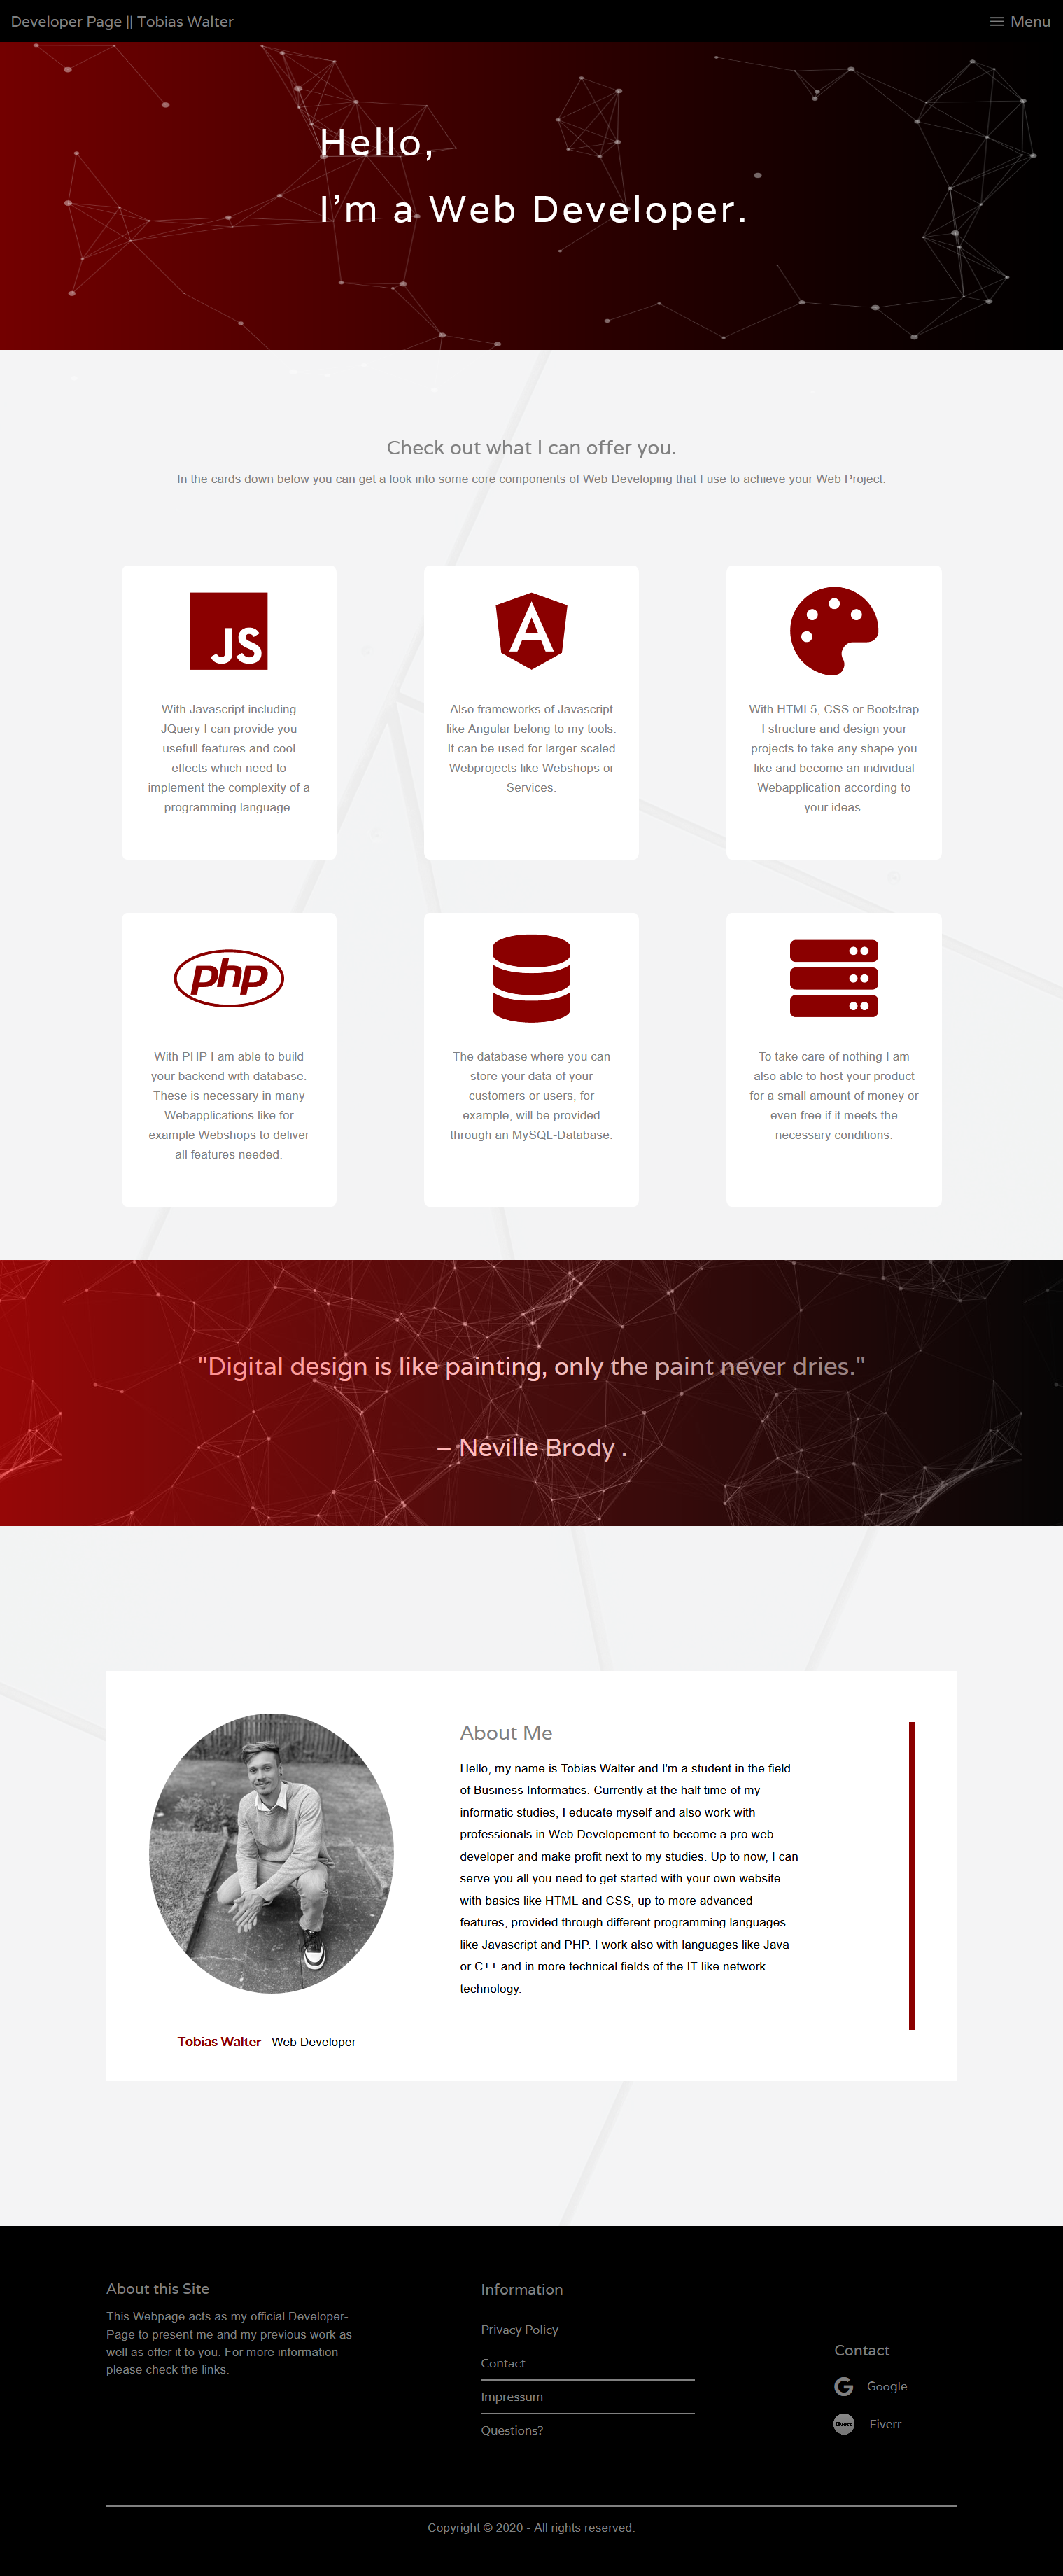 Developer Page || Tobias Walter
Menu
Hello,
I'm a Web Developer.
Check out what I can offer you.
In the cards down below you can get a look into some core components of Web Developing that I use to achieve your Web Project.
JS
With Javascript including
JQuery I can provide you
usefull features and cool
effects which need to
implement the complexity of a
programming language.
A
Also frameworks of Javascript
like Angular belong to my tools.
It can be used for larger scaled
Webprojects like Webshops or
Services.
With HTML5, CSS or Bootstrap
I structure and design your
projects to take any shape you
like and become an individual
Webapplication according to
your ideas.
php
With PHP I am able to build
your backend with database.
These is necessary in many
Webapplications like for
example Webshops to deliver
all features needed.
The database where you can
store your data of your
customers or users, for
example, will be provided
through an MySQL-Database.
To take care of nothing I am
also able to host your product
for a small amount of money or
even free if it meets the
necessary conditions.
"Digital design is like painting, only the paint never dries."
– Neville Brody .
About Me
Hello, my name is Tobias Walter and I'm a student in the field
of Business Informatics. Currently at the half time of my
informatic studies, I educate myself and also work with
professionals in Web Developement to become a pro web
developer and make profit next to my studies. Up to now, I can
serve you all you need to get started with your own website
with basics like HTML and CSS, up to more advanced
features, provided through different programming languages
like Javascript and PHP. I work also with languages like Java
or C++ and in more technical fields of the IT like network
technology.
-Tobias Walter - Web Developer
About this Site
This Webpage acts as my official Developer-
Page to present me and my previous work as
well as offer it to you. For more information
please check the links.
Information
Privacy Policy
Contact
Impressum
Questions?
Contact
G Google
fiverr Fiverr
Copyright © 2020 - All rights reserved.